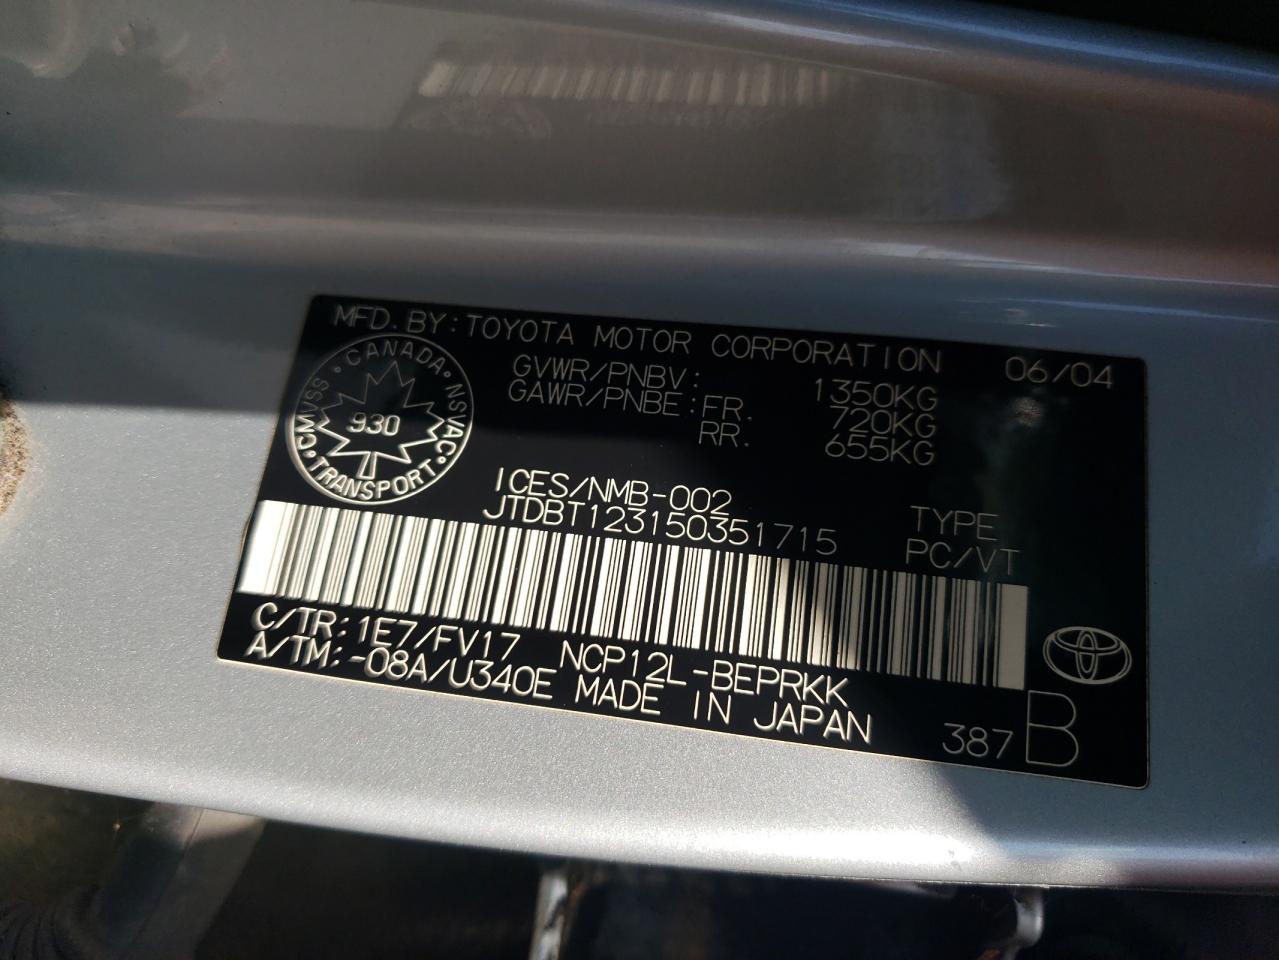 MFD. BY: TOYOTA MOTOR CORPORATION 06/04
GVWR/PNBV: 1350KG
GAWR/PNBE: FR. 720KG
RR. 655KG
CMVSS · CANADA · NSVAC · TRANSPORT ·
930
ICES/NMB-002
JTDBT123150351715
TYPE
PC/VT
C/TR: 1E7/FV17 NCP12L-BEPRKK
A/TM: -08A/U340E MADE IN JAPAN
387 B